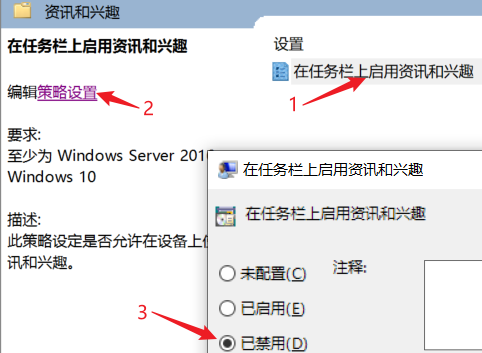 资讯和兴趣
在任务栏上启用资讯和兴趣
编辑策略设置
2
要求:
至少为 Windows Server 201
Windows 10
描述:
此策略设定是否允许在设备上
讯和兴趣。
设置
在任务栏上启用资讯和兴趣
1
在任务栏上启用资讯和兴趣
在任务栏上启用资讯和兴趣
未配置(C)
注释:
已启用(E)
3
已禁用(D)